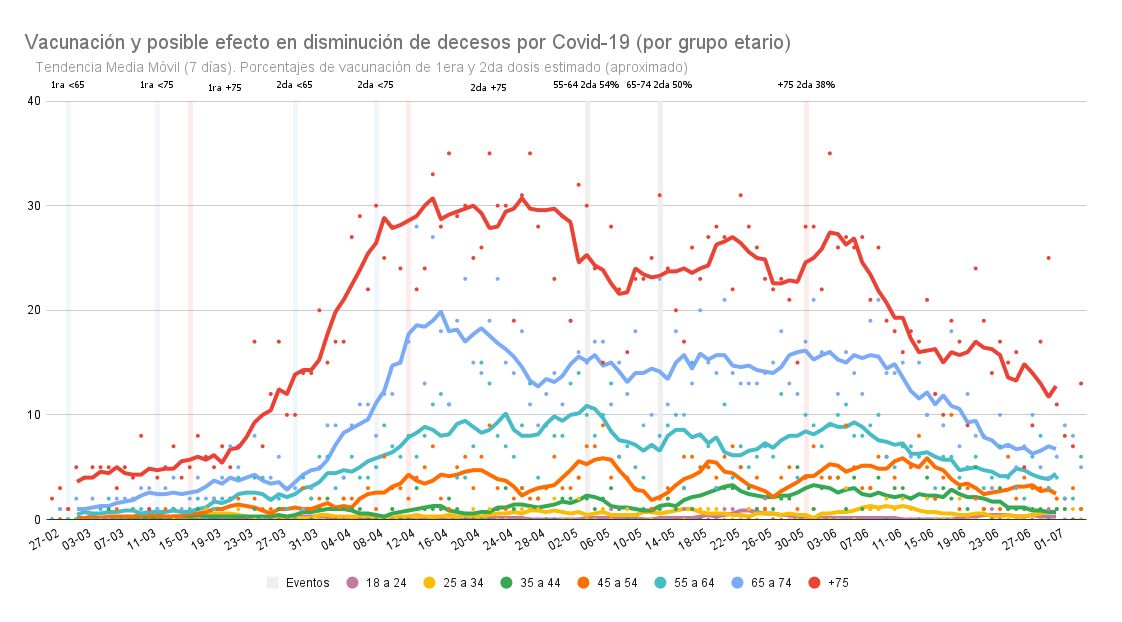 Vacunación y posible efecto en disminución de decesos por Covid-19 (por grupo etario)
Tendencia Media Móvil (7 días). Porcentajes de vacunación de 1era y 2da dosis estimado (aproximado)
1ra <65 1ra <75 1ra +75 2da <65 2da <75 2da +75 55-64 2da 54% 65-74 2da 50% +75 2da 38%
40
30
20
10
0
27-02 03-03 07-03 11-03 15-03 19-03 23-03 27-03 31-03 04-04 08-04 12-04 16-04 20-04 24-04 28-04 02-05 06-05 10-05 14-05 18-05 22-05 26-05 30-05 03-06 07-06 11-06 15-06 19-06 23-06 27-06 01-07
Eventos 18 a 24 25 a 34 35 a 44 45 a 54 55 a 64 65 a 74 +75